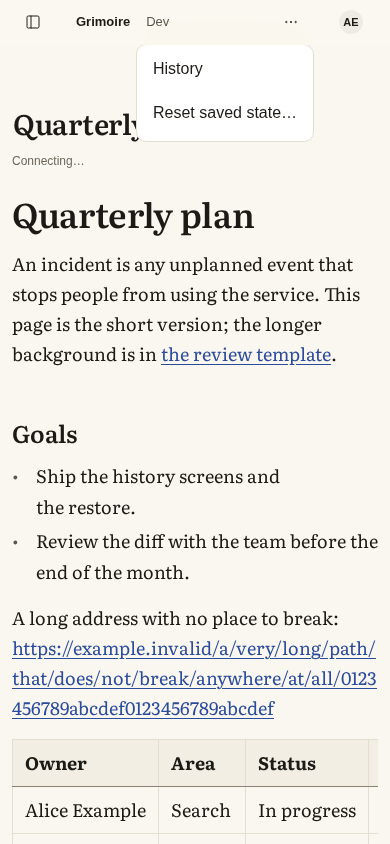 Grimoire Dev ... AE
History
Reset saved state…
Quarterly
Connecting…
Quarterly plan
An incident is any unplanned event that
stops people from using the service. This
page is the short version; the longer
background is in the review template.
Goals
• Ship the history screens and
the restore.
• Review the diff with the team before the
end of the month.
A long address with no place to break:
https://example.invalid/a/very/long/path/
that/does/not/break/anywhere/at/all/0123
456789abcdef0123456789abcdef
Owner Area Status
Alice Example Search In progress